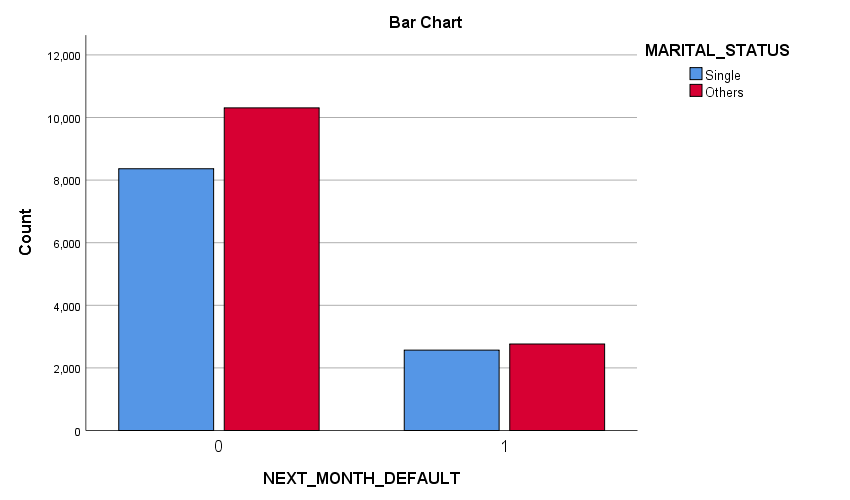 Bar Chart
MARITAL_STATUS
Single
Others
Count
12,000
10,000
8,000
6,000
4,000
2,000
0
0 1
NEXT_MONTH_DEFAULT